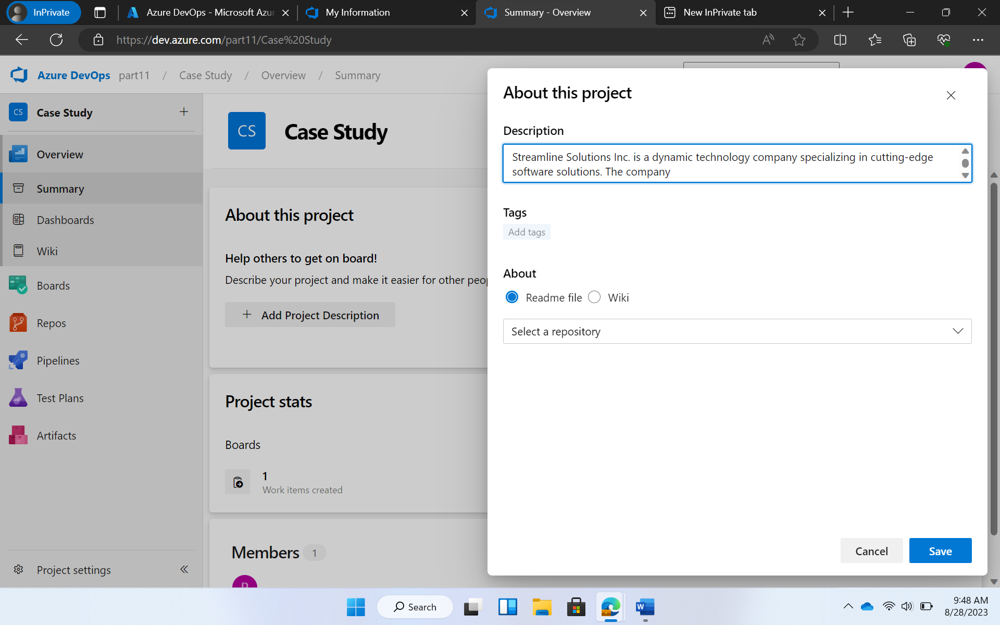 InPrivate
Azure DevOps - Microsoft Azur
My Information
Summary - Overview
New InPrivate tab
https://dev.azure.com/part11/Case%20Study
Azure DevOps part11 / Case Study / Overview / Summary
CS Case Study
Overview
Summary
Dashboards
Wiki
Boards
Repos
Pipelines
Test Plans
Artifacts
Project settings
CS Case Study
About this project
Help others to get on board!
Describe your project and make it easier for other peop
Add Project Description
Project stats
Boards
1
Work items created
Members 1
About this project
Description
Streamline Solutions Inc. is a dynamic technology company specializing in cutting-edge
software solutions. The company
Tags
Add tags
About
Readme file Wiki
Select a repository
Cancel Save
Search
9:48 AM
8/28/2023